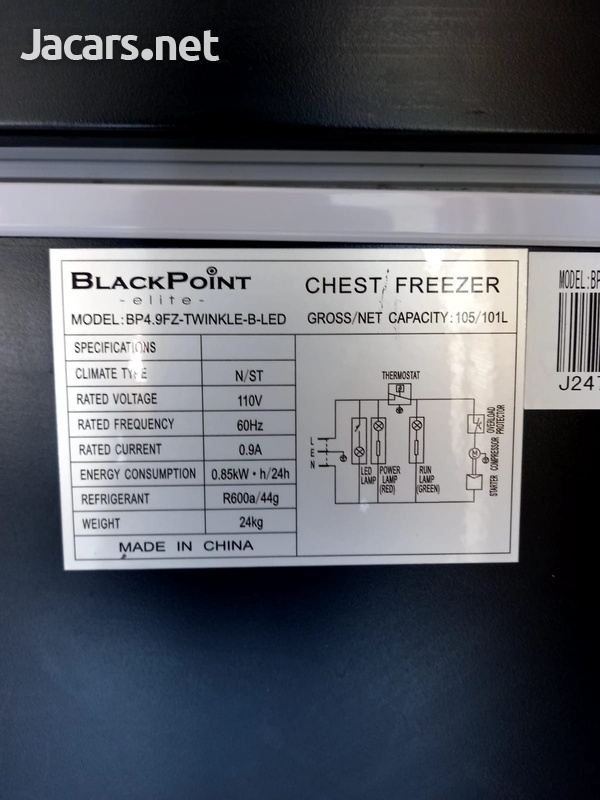 Jacars.net
BLACKPOINT
- elite -
CHEST FREEZER
MODEL:BP4.9FZ-TWINKLE-B-LED
GROSS/NET CAPACITY:105/101L
SPECIFICATIONS
CLIMATE TYPE N/ST
RATED VOLTAGE 110V
RATED FREQUENCY 60Hz
RATED CURRENT 0.9A
ENERGY CONSUMPTION 0.85kW·h/24h
REFRIGERANT R600a/44g
WEIGHT 24kg
MADE IN CHINA
THERMOSTAT
L
E
N
LED LAMP
POWER LAMP (RED)
RUN LAMP (GREEN)
STARTER COMPRESSOR OVERLOAD PROTECTOR
M
MODEL:BP
J247